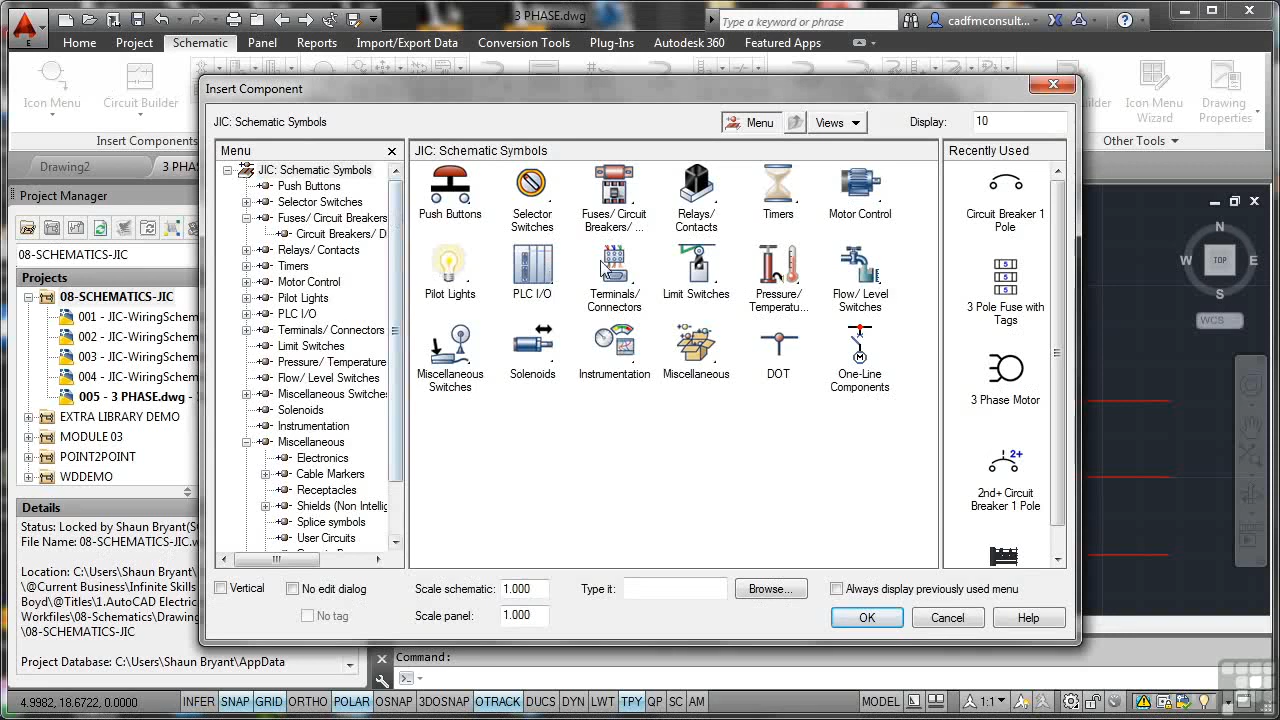 3 PHASE.dwg
Type a keyword or phrase
cadfmconsult...
E
Home
Project
Schematic
Panel
Reports
Import/Export Data
Conversion Tools
Plug-Ins
Autodesk 360
Featured Apps
Icon Menu
Circuit Builder
Insert Components
Icon Menu
Wizard
Drawing
Properties
Other Tools
Drawing2
3 PHA
Project Manager
08-SCHEMATICS-JIC
Projects
08-SCHEMATICS-JIC
001 - JIC-WiringSchem
002 - JIC-WiringSchem
003 - JIC-WiringSchem
004 - JIC-WiringSchem
005 - 3 PHASE.dwg -
EXTRA LIBRARY DEMO
MODULE 03
POINT2POINT
WDDEMO
Details
Status: Locked by Shaun Bryant(S
File Name: 08-SCHEMATICS-JIC.w
Location: C:\Users\Shaun Bryant\
\@Current Business\Infinite Skills
Boyd\@Titles\1.AutoCAD Electric
Workfiles\08-Schematics\Drawing
\08-SCHEMATICS-JIC
Project Database: C:\Users\Shaun Bryant\AppData
Insert Component
JIC: Schematic Symbols
Menu
Views
Display:
10
Menu
JIC: Schematic Symbols
Push Buttons
Selector Switches
Fuses/ Circuit Breakers
Circuit Breakers/ D
Relays/ Contacts
Timers
Motor Control
Pilot Lights
PLC I/O
Terminals/ Connectors
Limit Switches
Pressure/ Temperature
Flow/ Level Switches
Miscellaneous Switches
Solenoids
Instrumentation
Miscellaneous
Electronics
Cable Markers
Receptacles
Shields (Non Intellig
Splice symbols
User Circuits
JIC: Schematic Symbols
Push Buttons
Selector
Switches
Fuses/ Circuit
Breakers/ ...
Relays/
Contacts
Timers
Motor Control
Pilot Lights
PLC I/O
Terminals/
Connectors
Limit Switches
Pressure/
Temperatu...
Flow/ Level
Switches
Miscellaneous
Switches
Solenoids
Instrumentation
Miscellaneous
DOT
One-Line
Components
M
Recently Used
Circuit Breaker 1
Pole
5
5
5
3 Pole Fuse with
Tags
3 Phase Motor
2+
2nd+ Circuit
Breaker 1 Pole
Vertical
No edit dialog
No tag
Scale schematic:
1.000
Scale panel:
1.000
Type it:
Browse...
Always display previously used menu
OK
Cancel
Help
N
W
TOP
E
S
WCS
Command:
4.9982, 18.6722, 0.0000
INFER SNAP GRID ORTHO POLAR OSNAP 3DOSNAP OTRACK DUCS DYN LWT TPY QP SC AM
MODEL
1:1